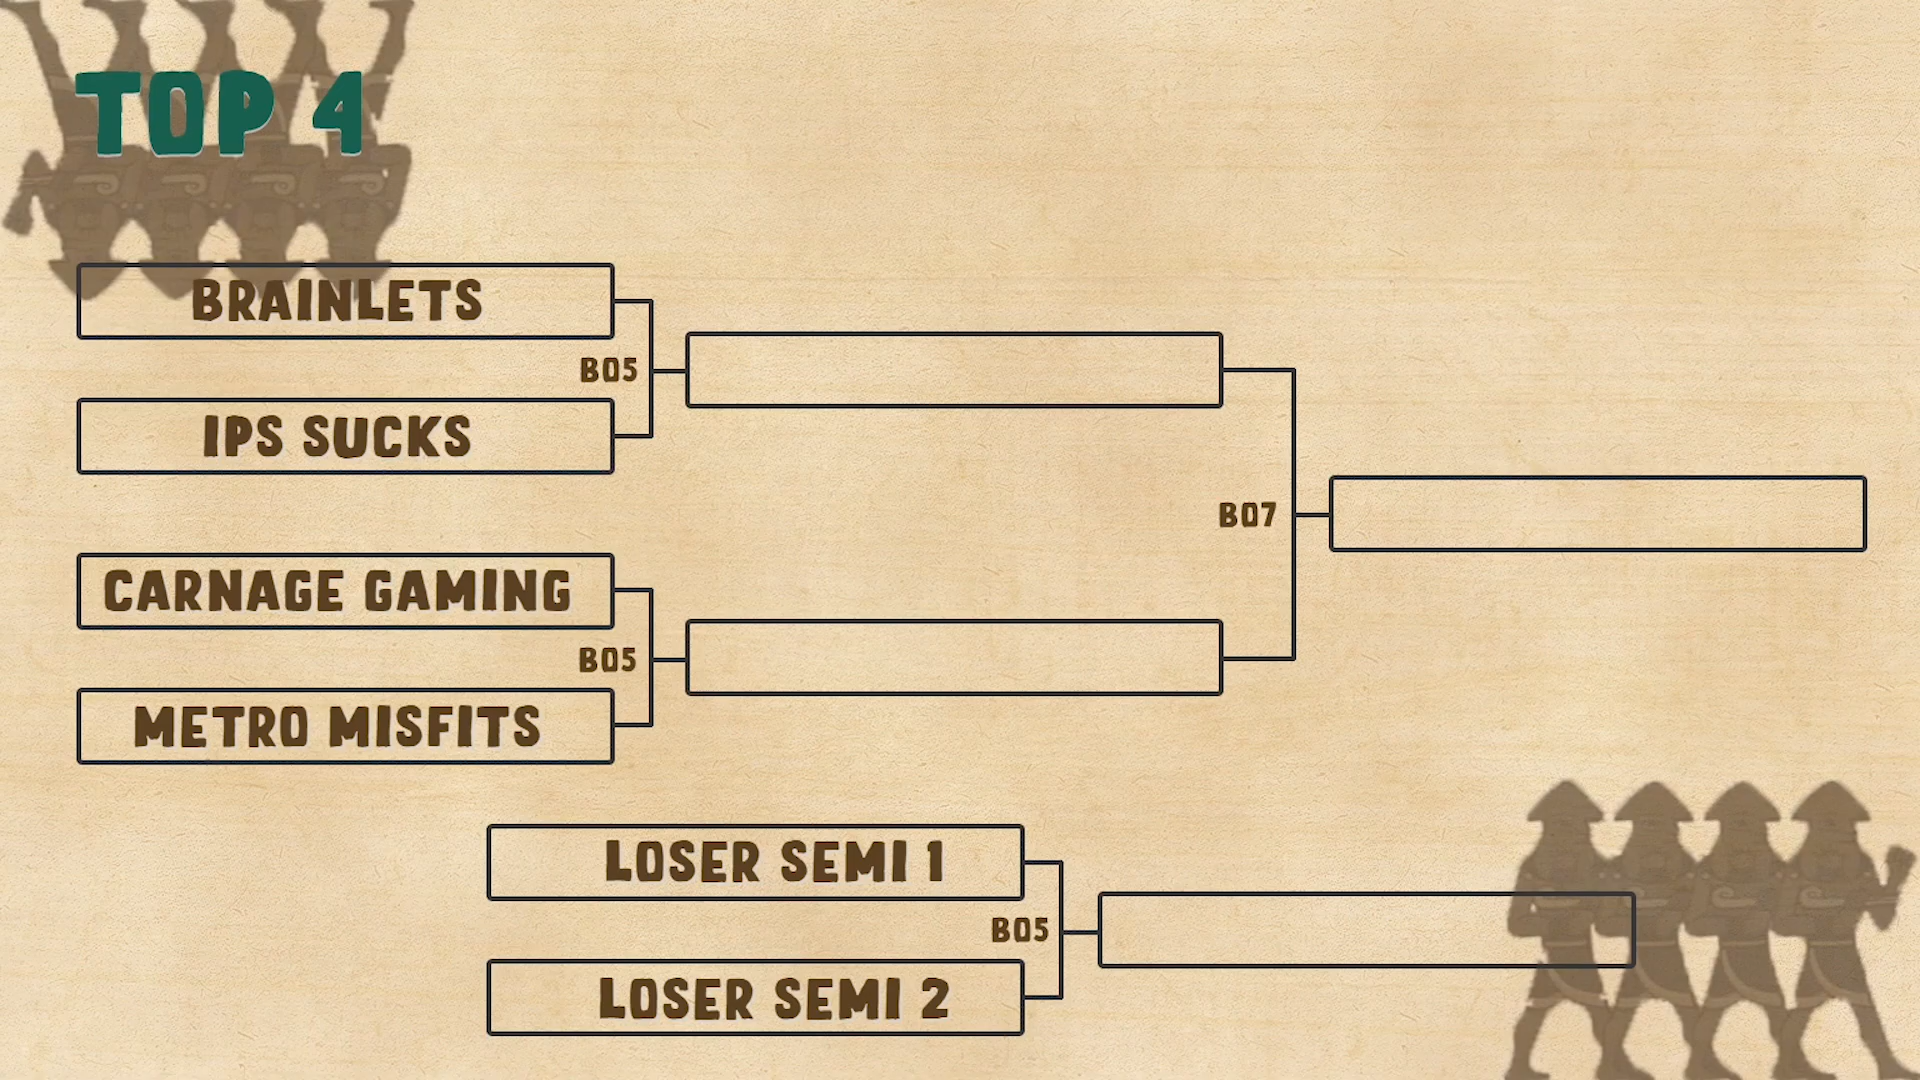 TOP 4
BRAINLETS
BO5
IPS SUCKS
BO7
CARNAGE GAMING
BO5
METRO MISFITS
LOSER SEMI 1
BO5
LOSER SEMI 2